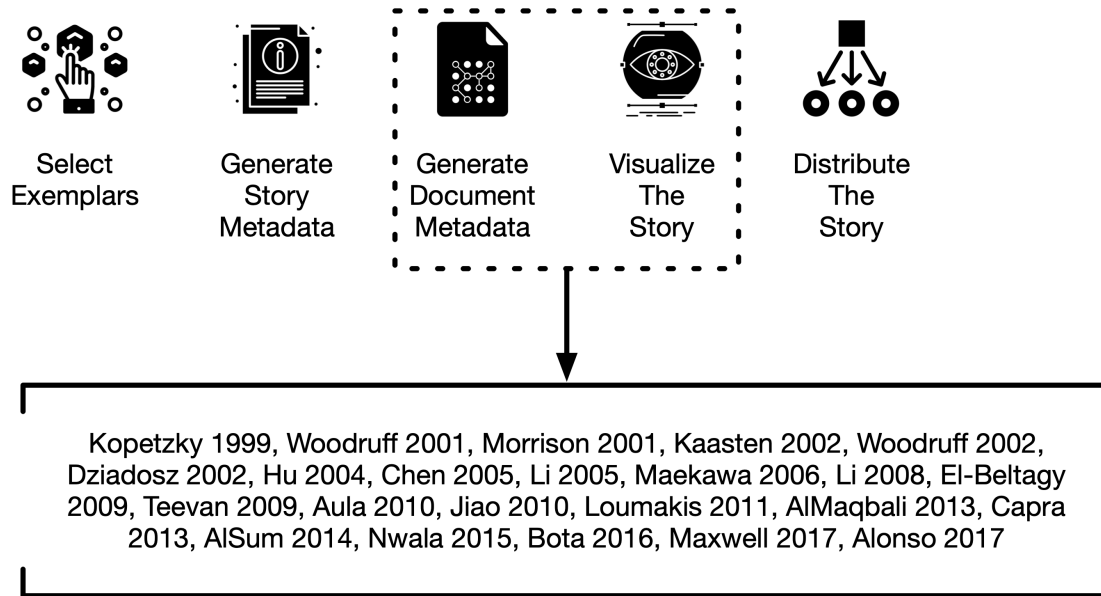 Select
Exemplars
Generate
Story
Metadata
Generate
Document
Metadata
Visualize
The
Story
Distribute
The
Story
Kopetzky 1999, Woodruff 2001, Morrison 2001, Kaasten 2002, Woodruff 2002,
Dziadosz 2002, Hu 2004, Chen 2005, Li 2005, Maekawa 2006, Li 2008, El-Beltagy
2009, Teevan 2009, Aula 2010, Jiao 2010, Loumakis 2011, AlMaqbali 2013, Capra
2013, AlSum 2014, Nwala 2015, Bota 2016, Maxwell 2017, Alonso 2017